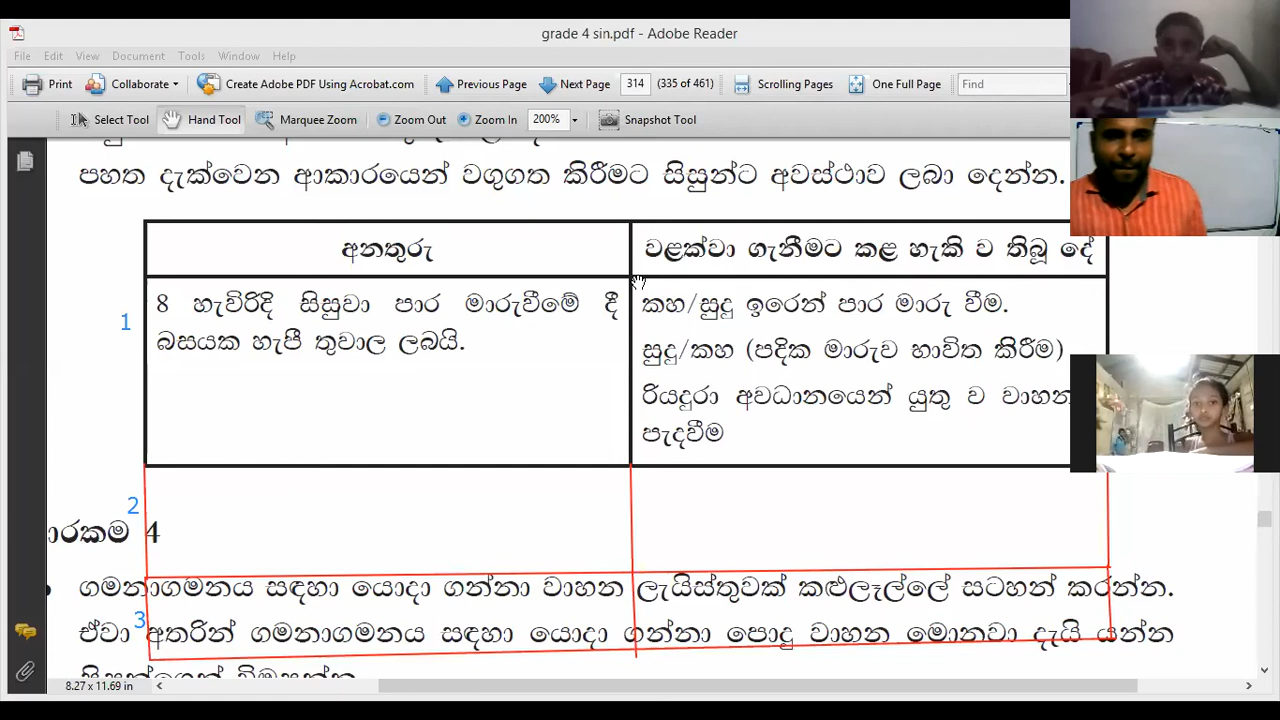 grade 4 sin.pdf - Adobe Reader
File Edit View Document Tools Window Help
Print Collaborate Create Adobe PDF Using Acrobat.com Previous Page Next Page 314 (335 of 461) Scrolling Pages One Full Page Find
Select Tool Hand Tool Marquee Zoom Zoom Out Zoom In 200% Snapshot Tool
පහත දැක්වෙන ආකාරයෙන් වගුගත කිරීමට සිසුන්ට අවස්ථාව ලබා දෙන්න.
අනතුරු
වළක්වා ගැනීමට කළ හැකි ව තිබූ දේ
1
8 හැවිරිදි සිසුවා පාර මාරුවීමේ දී
බසයක හැපී තුවාල ලබයි.
කහ/සුදු ඉරෙන් පාර මාරු වීම.
සුදු/කහ (පදික මාරුව භාවිත කිරීම)
රියදුරා අවධානයෙන් යුතු ව වාහන
පැදවීම
2
4
ගමනාගමනය සඳහා යොදා ගන්නා වාහන ලැයිස්තුවක් කළුලෑල්ලේ සටහන් කරන්න.
3
ඒවා අතරින් ගමනාගමනය සඳහා යොදා ගන්නා පොදු වාහන මොනවා දැයි යන්න
8.27 x 11.69 in